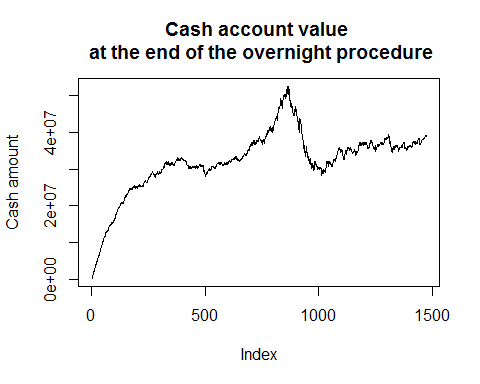 Cash account value
at the end of the overnight procedure
Cash amount
0e+00 2e+07 4e+07
0 500 1000 1500
Index